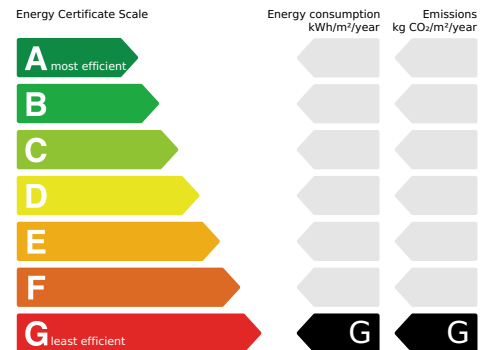 Energy Certificate Scale
Energy consumption
kWh/m²/year
Emissions
kg CO₂/m²/year
A most efficient
B
C
D
E
F
G least efficient
G
G